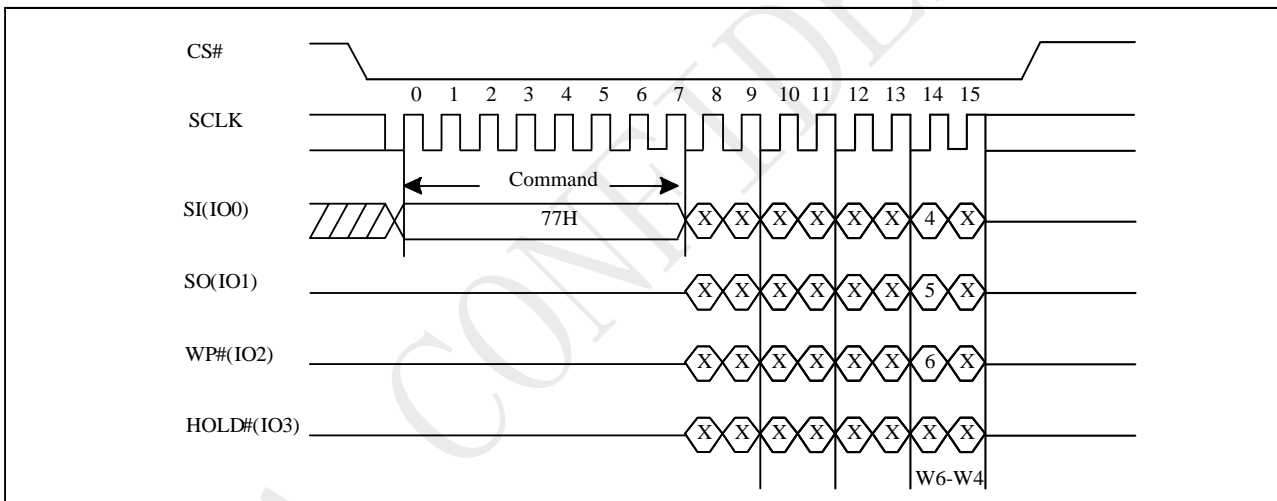 CS#
0 1 2 3 4 5 6 7 8 9 10 11 12 13 14 15
SCLK
Command
SI(IO0) 77H X X X X X X 4 X
SO(IO1) X X X X X X 5 X
WP#(IO2) X X X X X X 6 X
HOLD#(IO3) X X X X X X X X
W6-W4